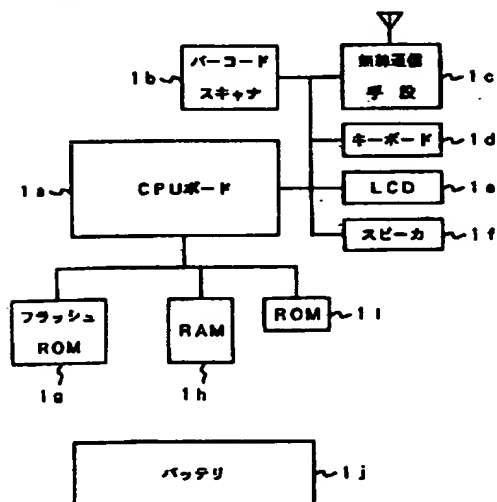 1b
バーコード
スキャナ
無線通信
手段
1c
キーボード
1d
1a
CPUボード
LCD
1e
スピーカ
1f
フラッシュ
ROM
1g
RAM
1h
ROM
1i
バッテリ
1j